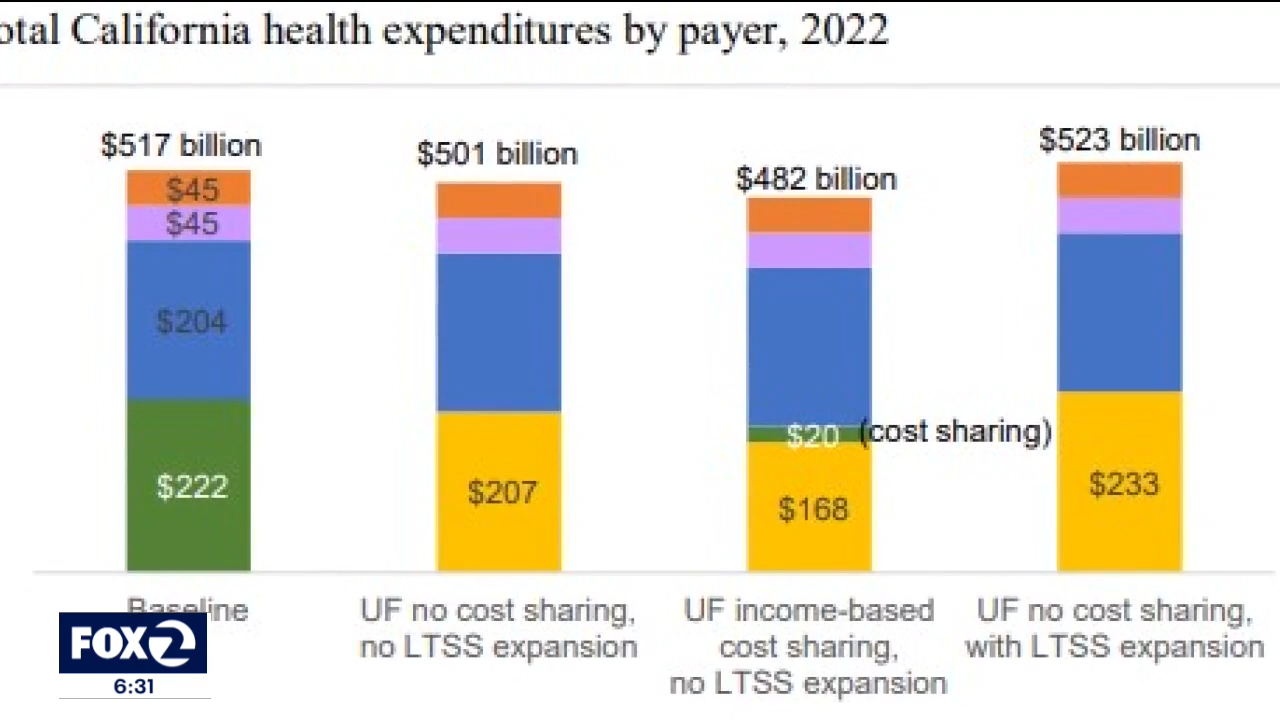 otal California health expenditures by payer, 2022
$517 billion
$501 billion
$482 billion
$523 billion
$45
$45
$204
$222
$207
$20
(cost sharing)
$168
$233
Baseline
UF no cost sharing,
no LTSS expansion
UF income-based
cost sharing,
no LTSS expansion
UF no cost sharing,
with LTSS expansion
FOX 2
6:31